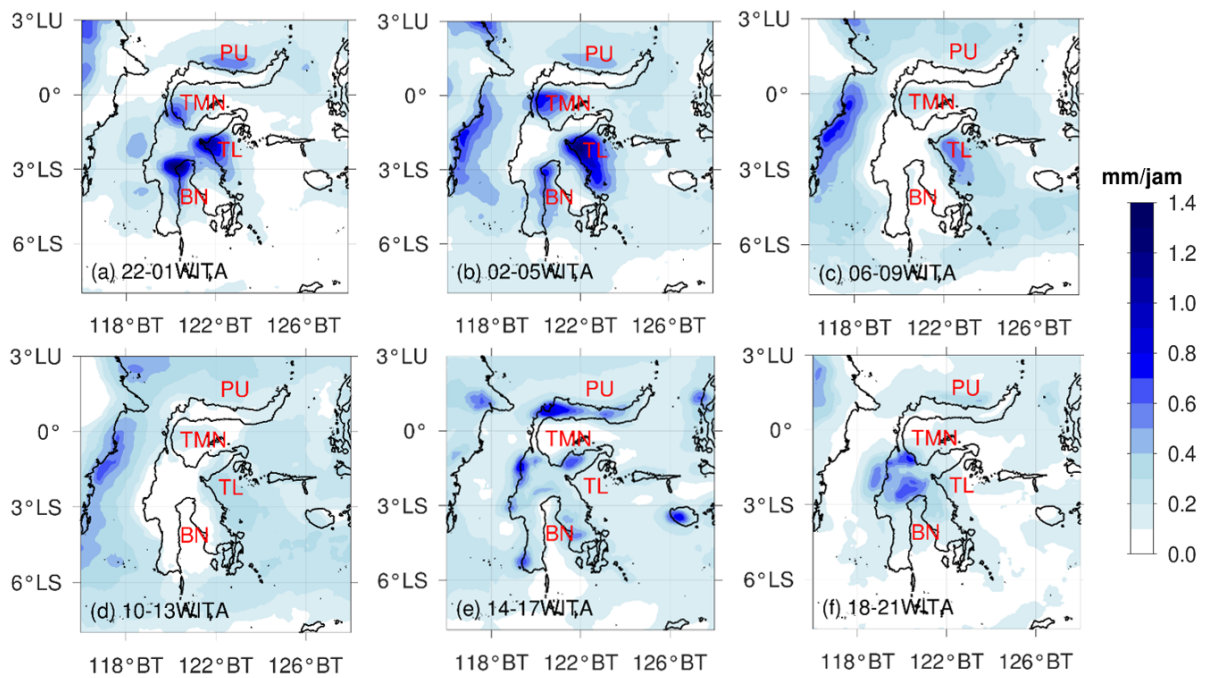 3°LU
0°
3°LS
6°LS
PU
TMN
TL
BN
(a) 22-01WITA
118°BT 122°BT 126°BT
3°LU
0°
3°LS
6°LS
PU
TMN
TL
BN
(b) 02-05WITA
118°BT 122°BT 126°BT
3°LU
0°
3°LS
6°LS
PU
TMN
TL
BN
(c) 06-09WITA
118°BT 122°BT 126°BT
3°LU
0°
3°LS
6°LS
PU
TMN
TL
BN
(d) 10-13WITA
118°BT 122°BT 126°BT
3°LU
0°
3°LS
6°LS
PU
TMN
TL
BN
(e) 14-17WITA
118°BT 122°BT 126°BT
3°LU
0°
3°LS
6°LS
PU
TMN
TL
BN
(f) 18-21WITA
118°BT 122°BT 126°BT
mm/jam
1.4
1.2
1.0
0.8
0.6
0.4
0.2
0.0